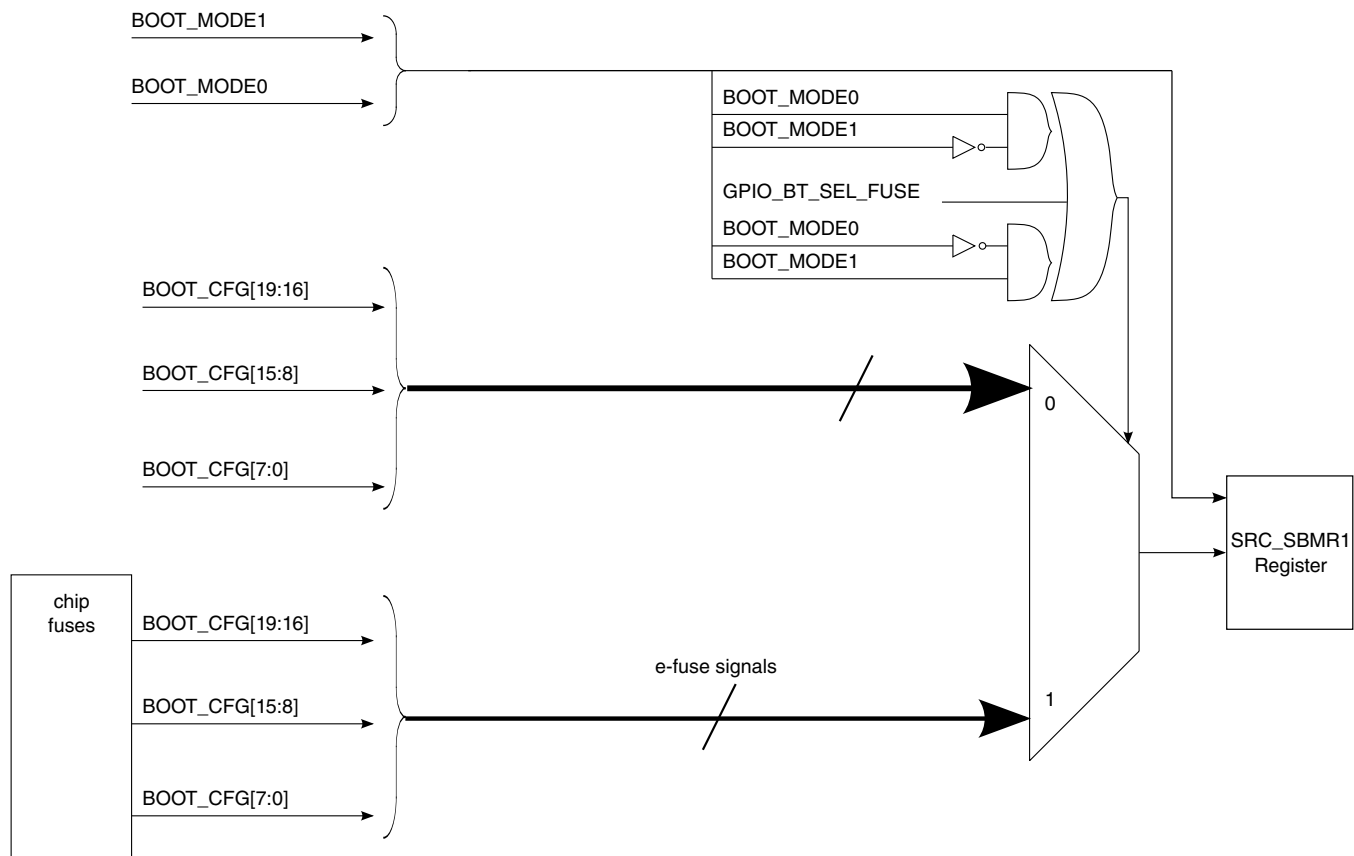 BOOT_MODE1
BOOT_MODE0
BOOT_MODE0
BOOT_MODE1
GPIO_BT_SEL_FUSE
BOOT_MODE0
BOOT_MODE1
BOOT_CFG[19:16]
BOOT_CFG[15:8]
0
BOOT_CFG[7:0]
SRC_SBMR1
Register
chip
fuses
BOOT_CFG[19:16]
e-fuse signals
BOOT_CFG[15:8]
1
BOOT_CFG[7:0]